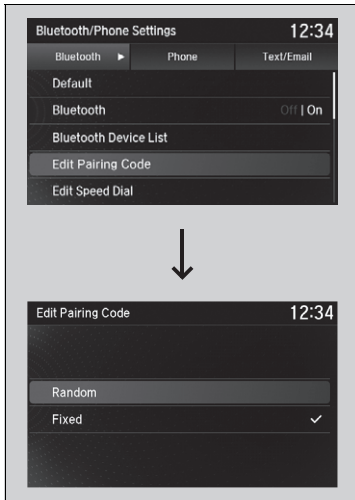 Bluetooth/Phone Settings 12:34
Bluetooth ► Phone Text/Email
Default
Bluetooth Off | On
Bluetooth Device List
Edit Pairing Code
Edit Speed Dial
Edit Pairing Code 12:34
Random
Fixed ✓